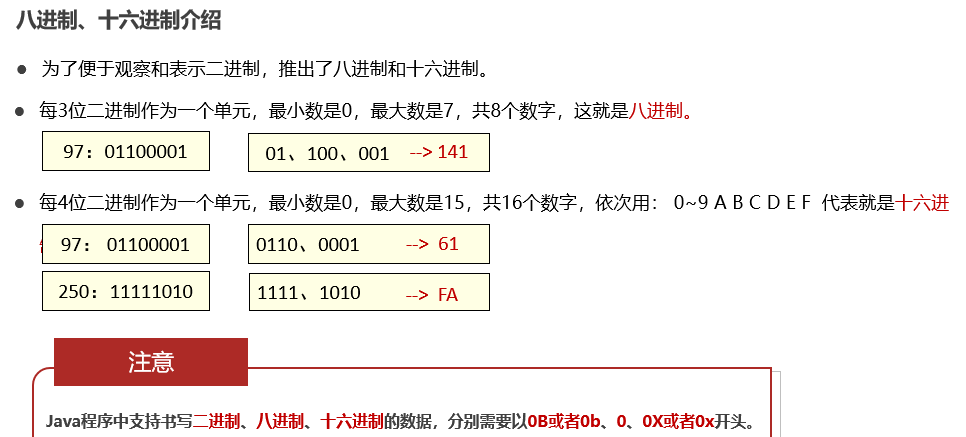 八进制、十六进制介绍
● 为了便于观察和表示二进制，推出了八进制和十六进制。
● 每3位二进制作为一个单元，最小数是0，最大数是7，共8个数字，这就是八进制。
97：01100001 01、100、001 --> 141
● 每4位二进制作为一个单元，最小数是0，最大数是15，共16个数字，依次用： 0~9 A B C D E F 代表就是十六进
97： 01100001 0110、0001 --> 61
250：11111010 1111、1010 --> FA
注意
Java程序中支持书写二进制、八进制、十六进制的数据，分别需要以0B或者0b、0、0X或者0x开头。